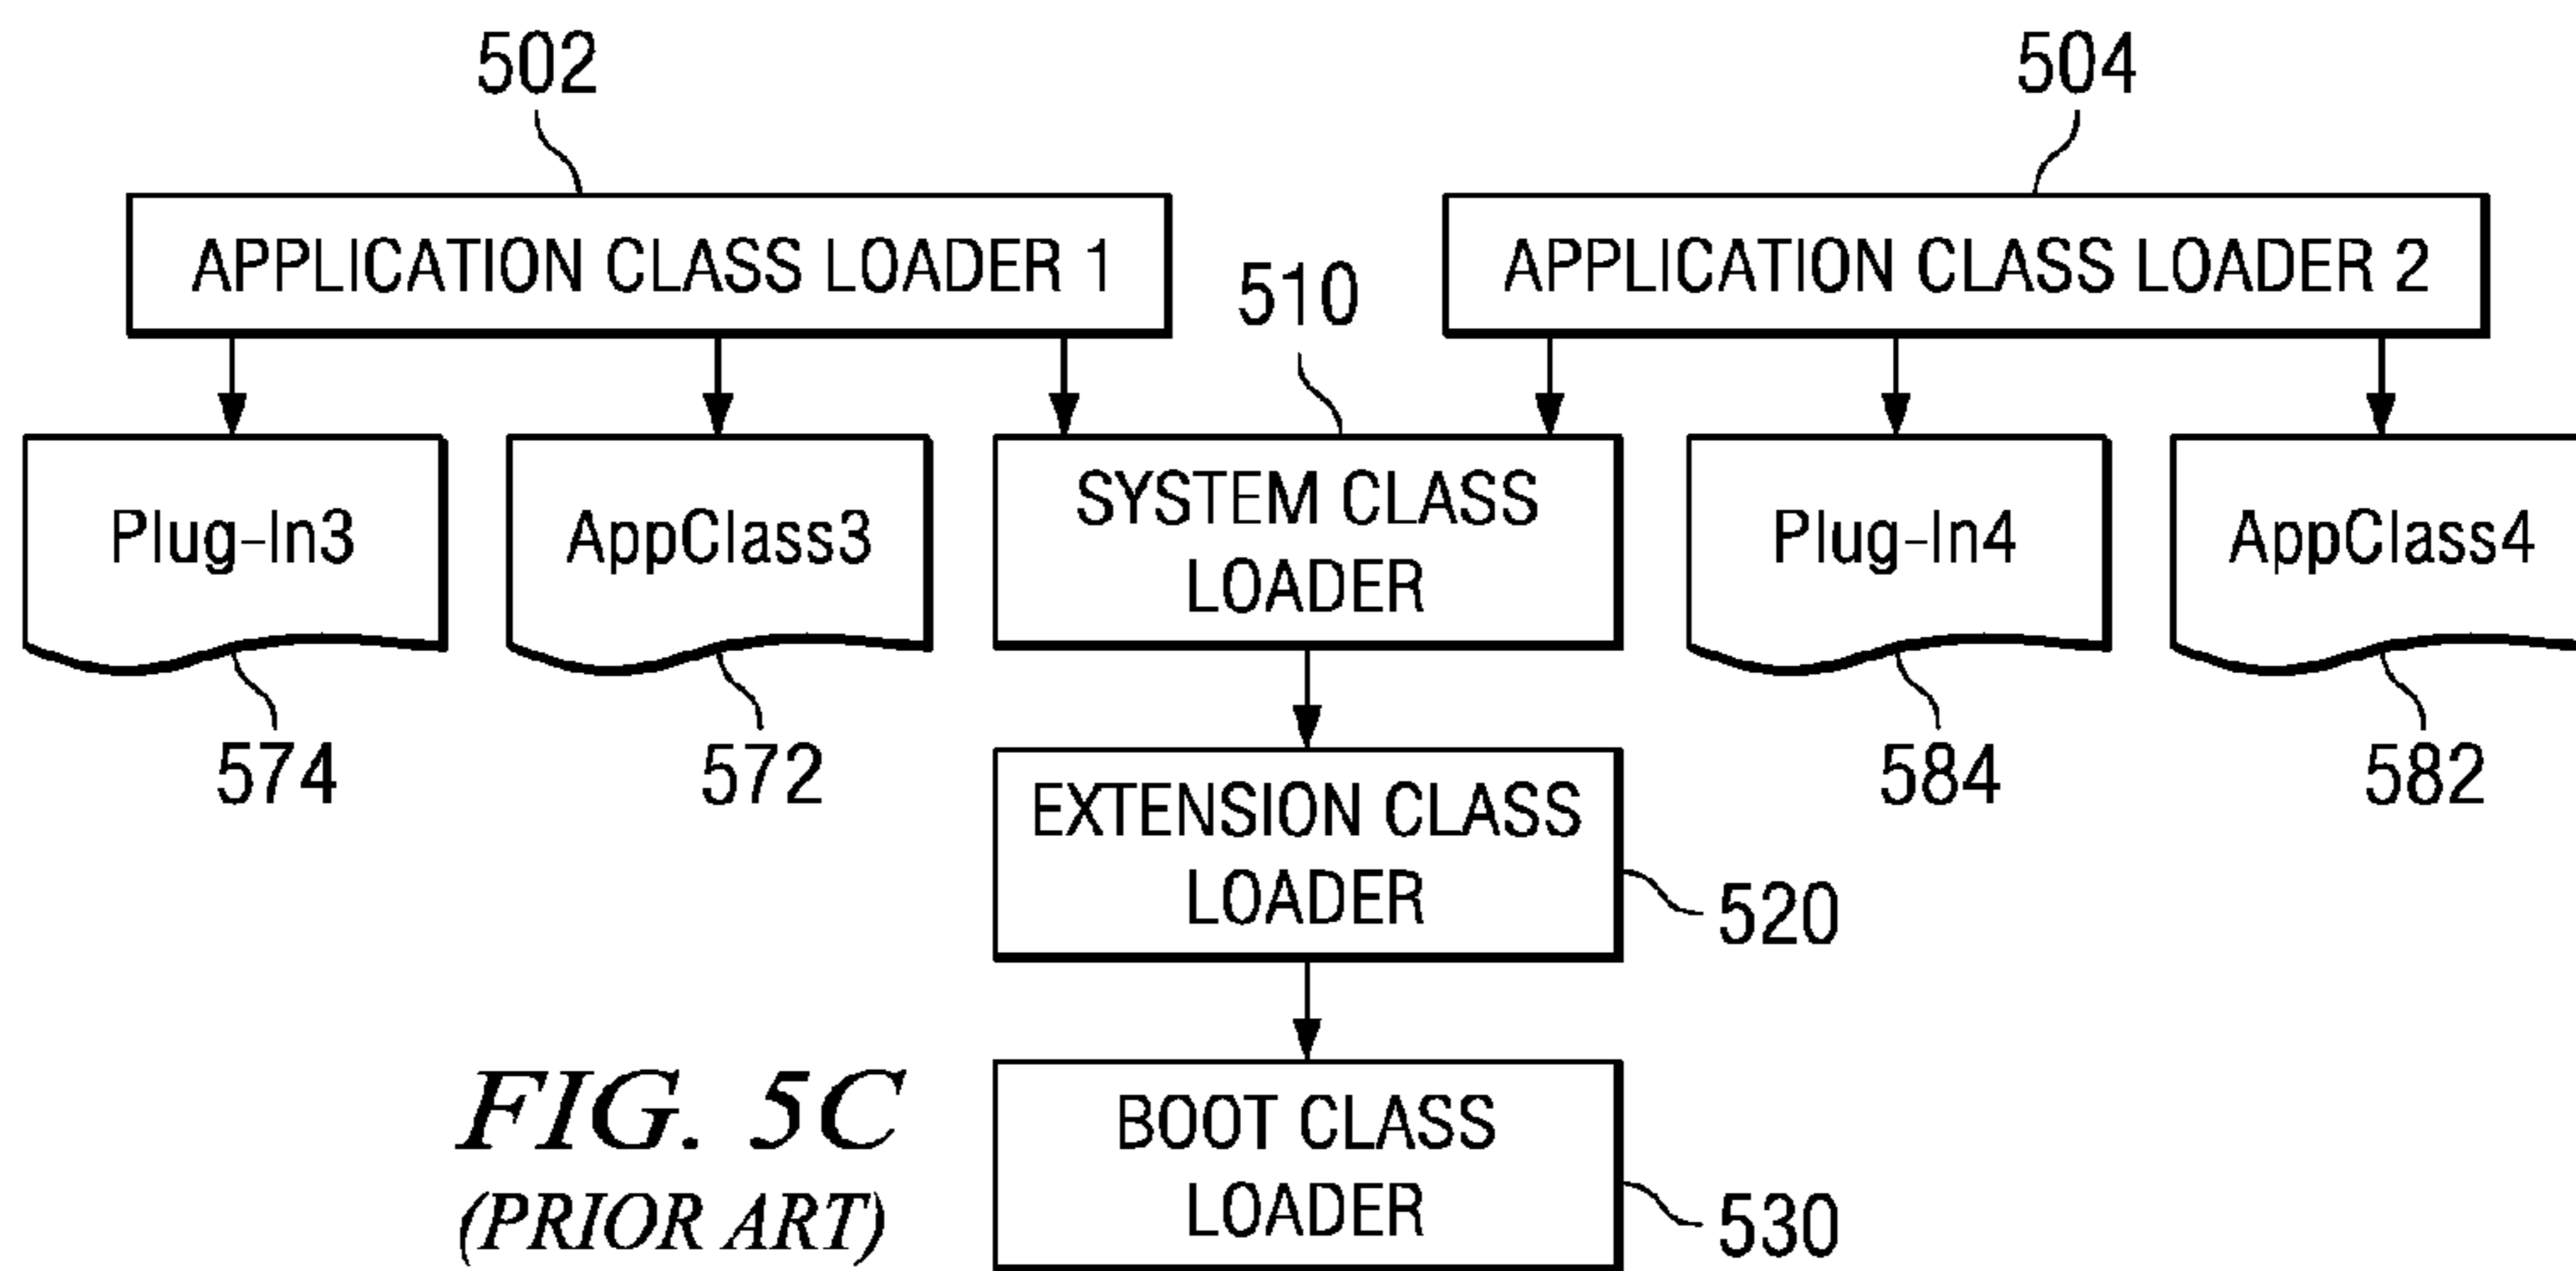 502
504
APPLICATION CLASS LOADER 1
APPLICATION CLASS LOADER 2
510
Plug-In3
AppClass3
SYSTEM CLASS
LOADER
Plug-In4
AppClass4
574
572
584
582
EXTENSION CLASS
LOADER
520
BOOT CLASS
LOADER
530
FIG. 5C
(PRIOR ART)